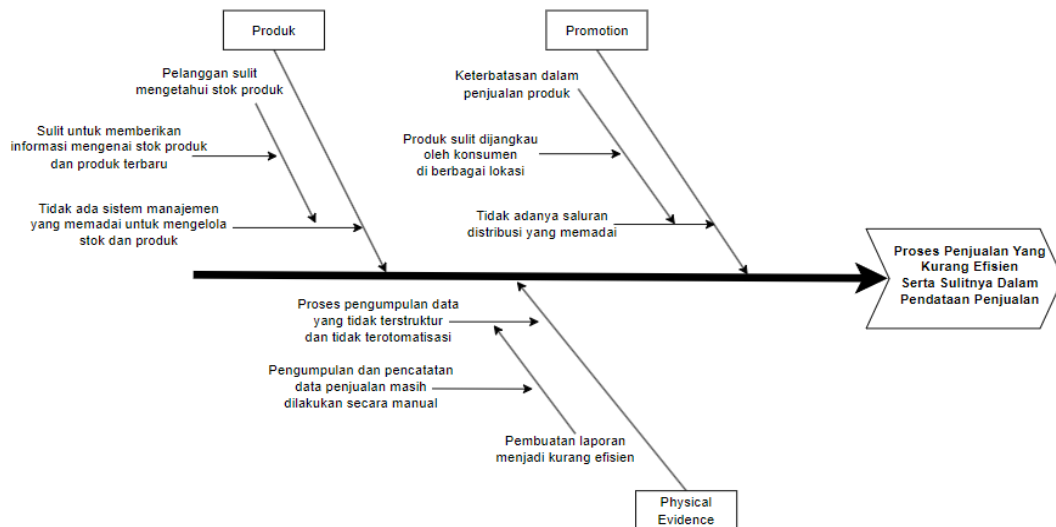 Produk
Promotion
Pelanggan sulit
mengetahui stok produk
Keterbatasan dalam
penjualan produk
Sulit untuk memberikan
informasi mengenai stok produk
dan produk terbaru
Produk sulit dijangkau
oleh konsumen
di berbagai lokasi
Tidak ada sistem manajemen
yang memadai untuk mengelola
stok dan produk
Tidak adanya saluran
distribusi yang memadai
Proses Penjualan Yang
Kurang Efisien
Serta Sulitnya Dalam
Pendataan Penjualan
Proses pengumpulan data
yang tidak terstruktur
dan tidak terotomatisasi
Pengumpulan dan pencatatan
data penjualan masih
dilakukan secara manual
Pembuatan laporan
menjadi kurang efisien
Physical
Evidence